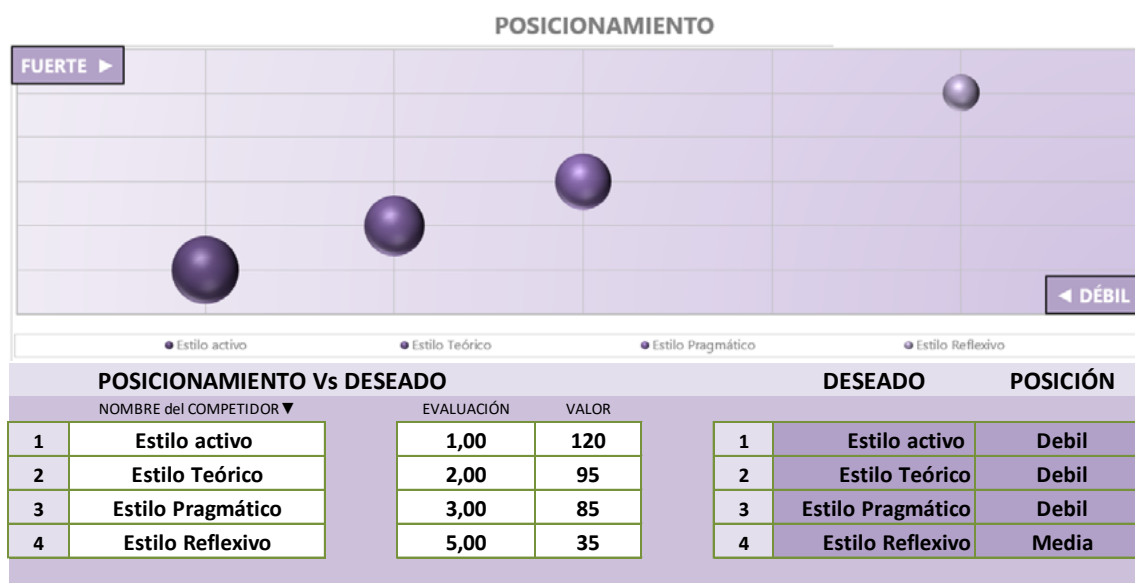 POSICIONAMIENTO
FUERTE ►
◄ DÉBIL
Estilo activo Estilo Teórico Estilo Pragmático Estilo Reflexivo
POSICIONAMIENTO Vs DESEADO DESEADO POSICIÓN
NOMBRE del COMPETIDOR▼ EVALUACIÓN VALOR
1 Estilo activo 1,00 120 1 Estilo activo Debil
2 Estilo Teórico 2,00 95 2 Estilo Teórico Debil
3 Estilo Pragmático 3,00 85 3 Estilo Pragmático Debil
4 Estilo Reflexivo 5,00 35 4 Estilo Reflexivo Media